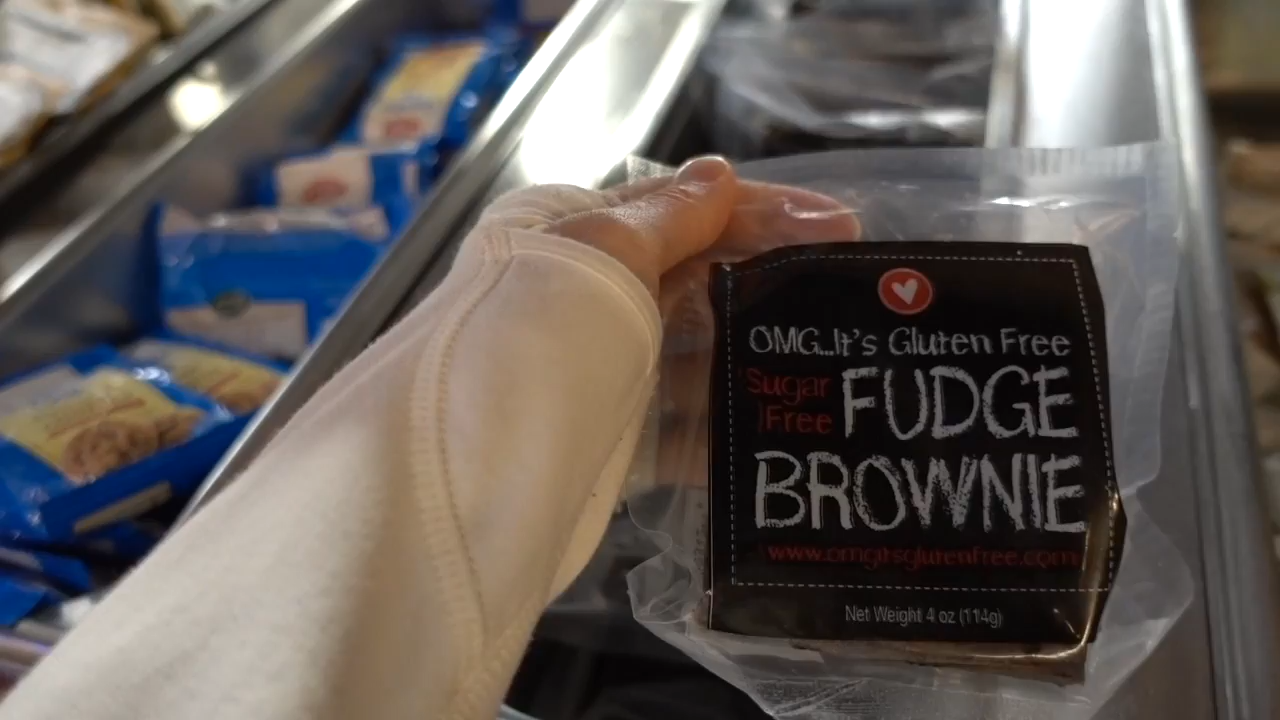 OMG...It's Gluten Free
Sugar Free FUDGE
BROWNIE
www.omgitsglutenfree.com
Net Weight 4 oz (114g)